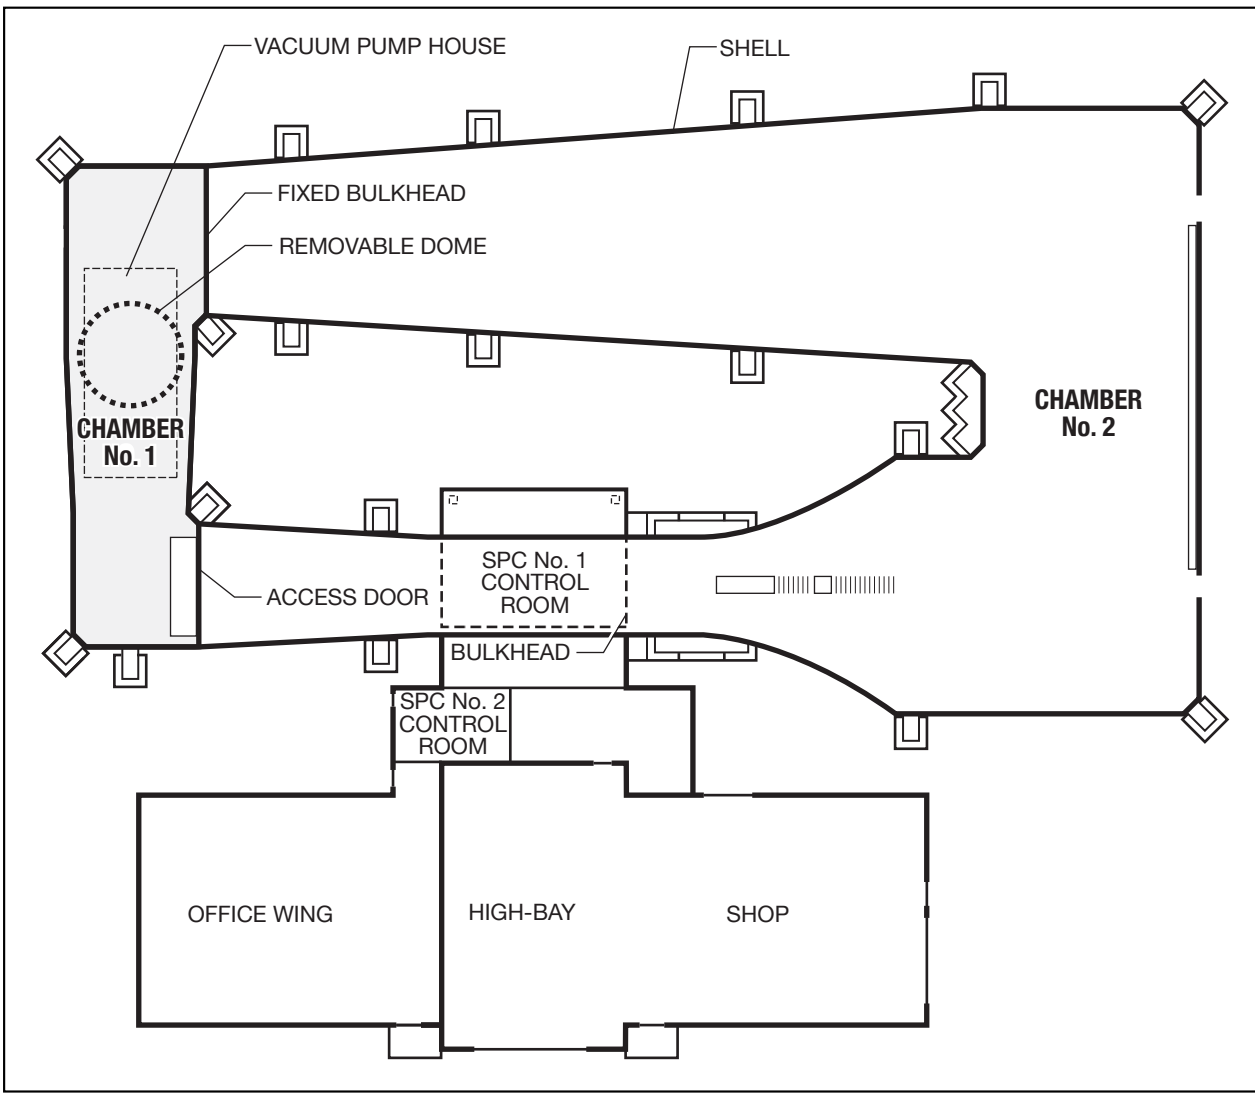 VACUUM PUMP HOUSE
SHELL
FIXED BULKHEAD
REMOVABLE DOME
CHAMBER
No. 2
CHAMBER
No. 1
SPC No. 1
CONTROL
ROOM
ACCESS DOOR
BULKHEAD
SPC No. 2
CONTROL
ROOM
OFFICE WING
HIGH-BAY
SHOP